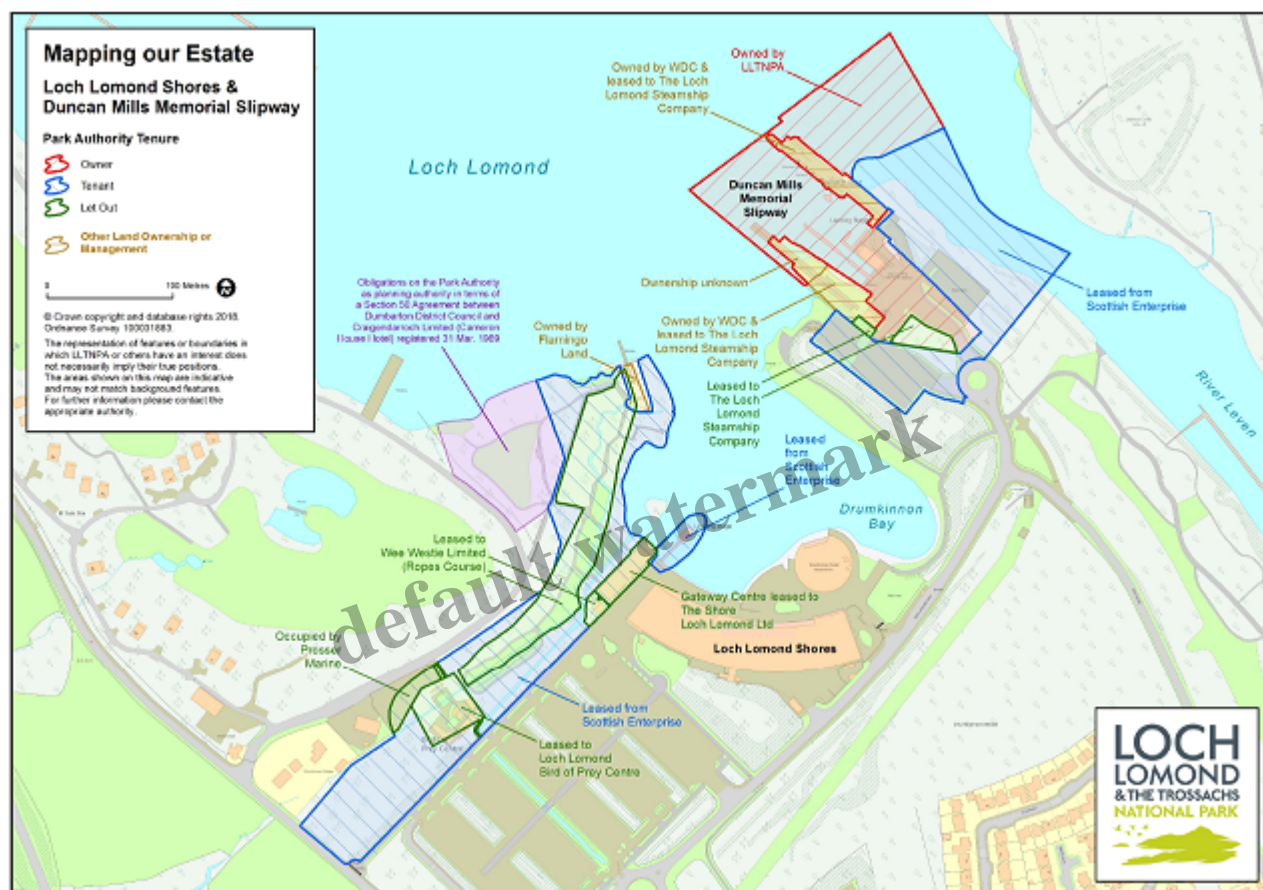 Mapping our Estate
Loch Lomond Shores &
Duncan Mills Memorial Slipway
Park Authority Tenure
Owner
Tenant
Let Out
Other Land Ownership or
Management
0 100 Metres
© Crown copyright and database rights 2018.
Ordnance Survey 100031883.
The representation of features or boundaries in
which LLTNPA or others have an interest does
not necessarily imply their true positions.
The areas shown on this map are indicative
and may not match background features.
For further information please contact the
appropriate authority.
Loch Lomond
Owned by
LLTNPA
Owned by WDC &
leased to The Loch
Lomond Steamship
Company
Duncan Mills
Memorial
Slipway
Ownership unknown
Owned by WDC &
leased to The Loch
Lomond Steamship
Company
Leased to
The Loch
Lomond
Steamship
Company
Leased from
Scottish Enterprise
River Leven
Obligations on the Park Authority
as planning authority in terms of
a Section 50 Agreement between
Dumbarton District Council and
Craigendarroch Limited (Cameron
House Hotel) registered 31 Mar. 1989
Owned by
Flamingo
Land
Leased
from
Scottish
Enterprise
Drumkinnon
Bay
Leased to
Wee Westie Limited
(Ropes Course)
Gateway Centre leased to
The Shore
Loch Lomond Ltd
Loch Lomond Shores
Occupied by
Prosser
Marine
Leased from
Scottish Enterprise
Leased to
Loch Lomond
Bird of Prey Centre
default watermark
LOCH
LOMOND
& THE TROSSACHS
NATIONAL PARK